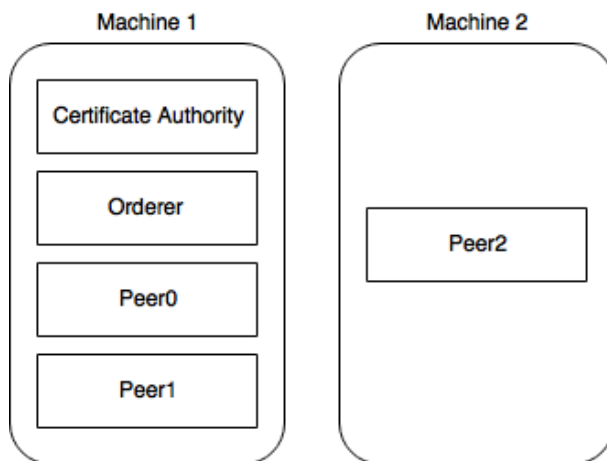 Machine 1
Machine 2
Certificate Authority
Orderer
Peer0
Peer1
Peer2